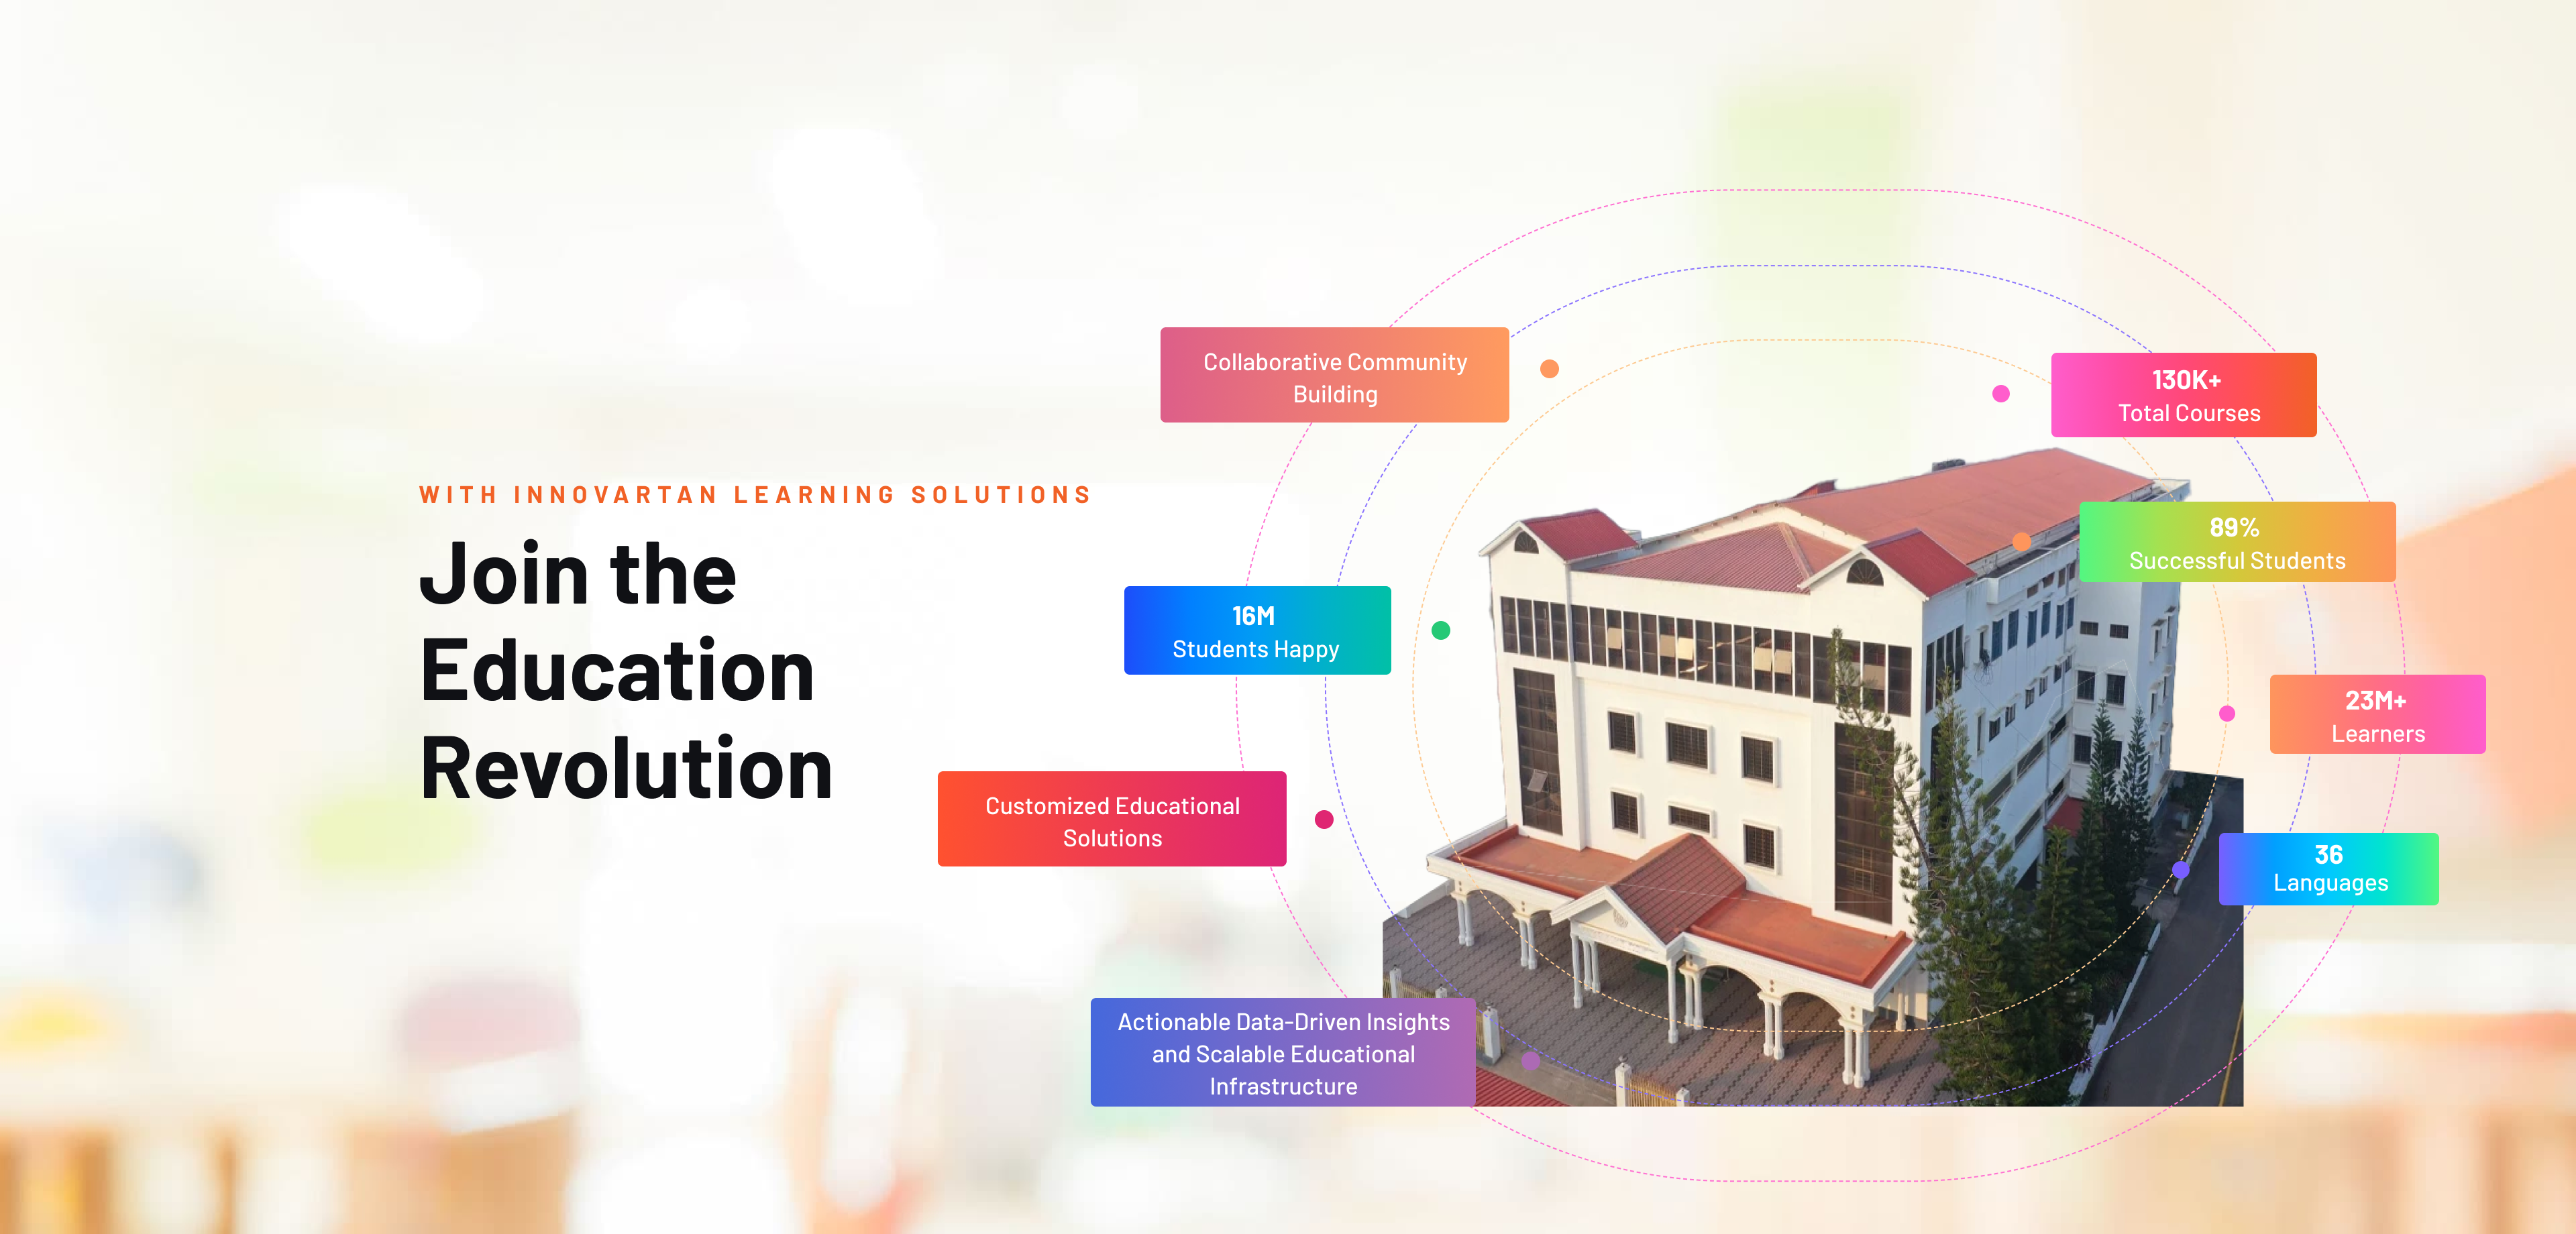 WITH INNOVARTAN LEARNING SOLUTIONS
Join the
Education
Revolution
Collaborative Community
Building
16M
Students Happy
Customized Educational
Solutions
Actionable Data-Driven Insights
and Scalable Educational
Infrastructure
130K+
Total Courses
89%
Successful Students
23M+
Learners
36
Languages